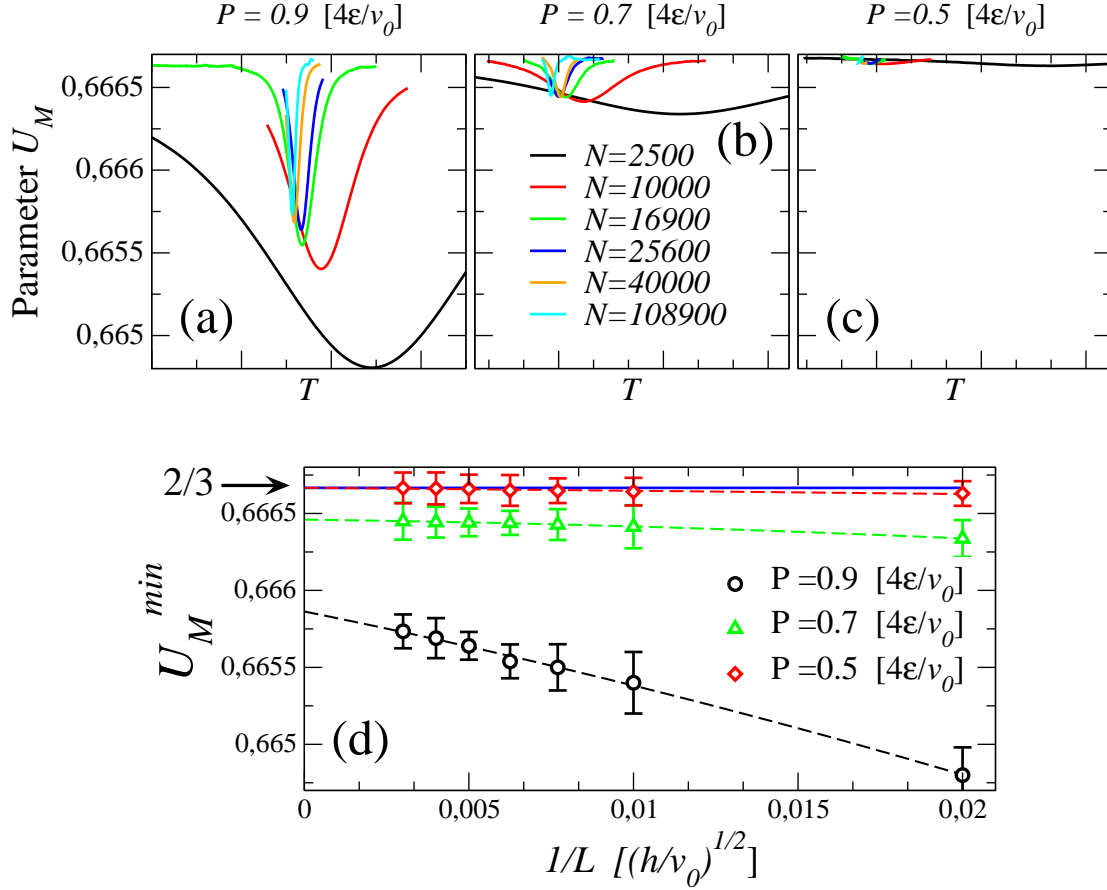 P = 0.9 [4ε/v₀]
P = 0.7 [4ε/v₀]
P =0.5 [4ε/v₀]
Parameter U_M
0,6665
0,666
0,6655
0,665
(a)
(b)
(c)
N=2500
N=10000
N=16900
N=25600
N=40000
N=108900
T
T
T
2/3
U_M^min
0,6665
0,666
0,6655
0,665
P =0.9 [4ε/v₀]
P =0.7 [4ε/v₀]
P =0.5 [4ε/v₀]
(d)
0
0,005
0,01
0,015
0,02
1/L [(h/v₀)^1/2]